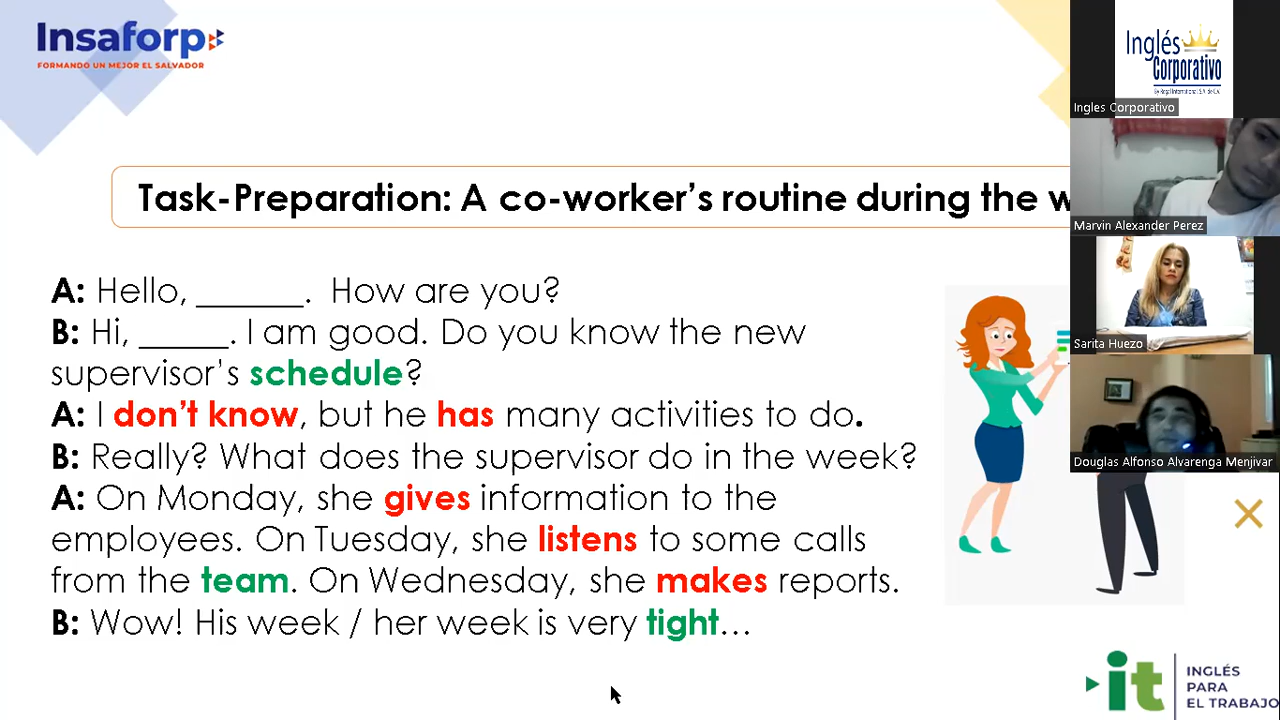 Insaforp
FORMANDO UN MEJOR EL SALVADOR
Task-Preparation: A co-worker's routine during the w
A: Hello, ______. How are you?
B: Hi, _____. I am good. Do you know the new
supervisor's schedule?
A: I don't know, but he has many activities to do.
B: Really? What does the supervisor do in the week?
A: On Monday, she gives information to the
employees. On Tuesday, she listens to some calls
from the team. On Wednesday, she makes reports.
B: Wow! His week / her week is very tight…
Inglés
Corporativo
Ingles Corporativo
Marvin Alexander Perez
Sarita Huezo
Douglas Alfonso Alvarenga Menjivar
it
INGLÉS
PARA
EL TRABAJO